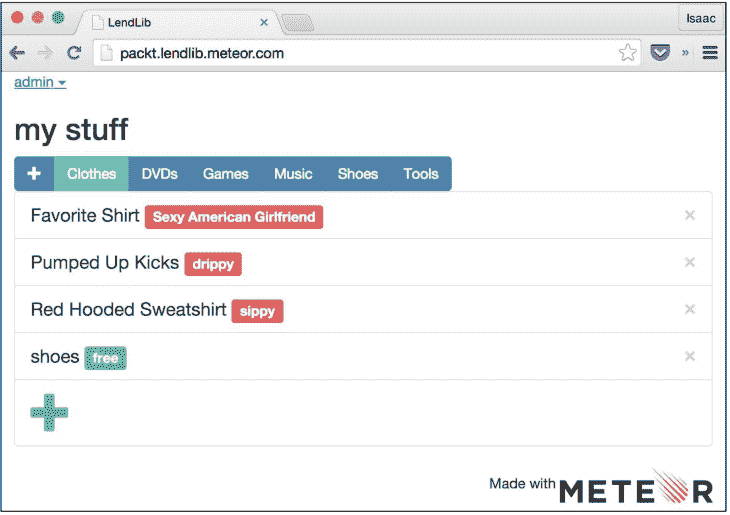 LendLib
Isaac
packt.lendlib.meteor.com
admin
my stuff
+ Clothes DVDs Games Music Shoes Tools
Favorite Shirt Sexy American Girlfriend ×
Pumped Up Kicks drippy ×
Red Hooded Sweatshirt sippy ×
shoes free ×
Made with METEOR